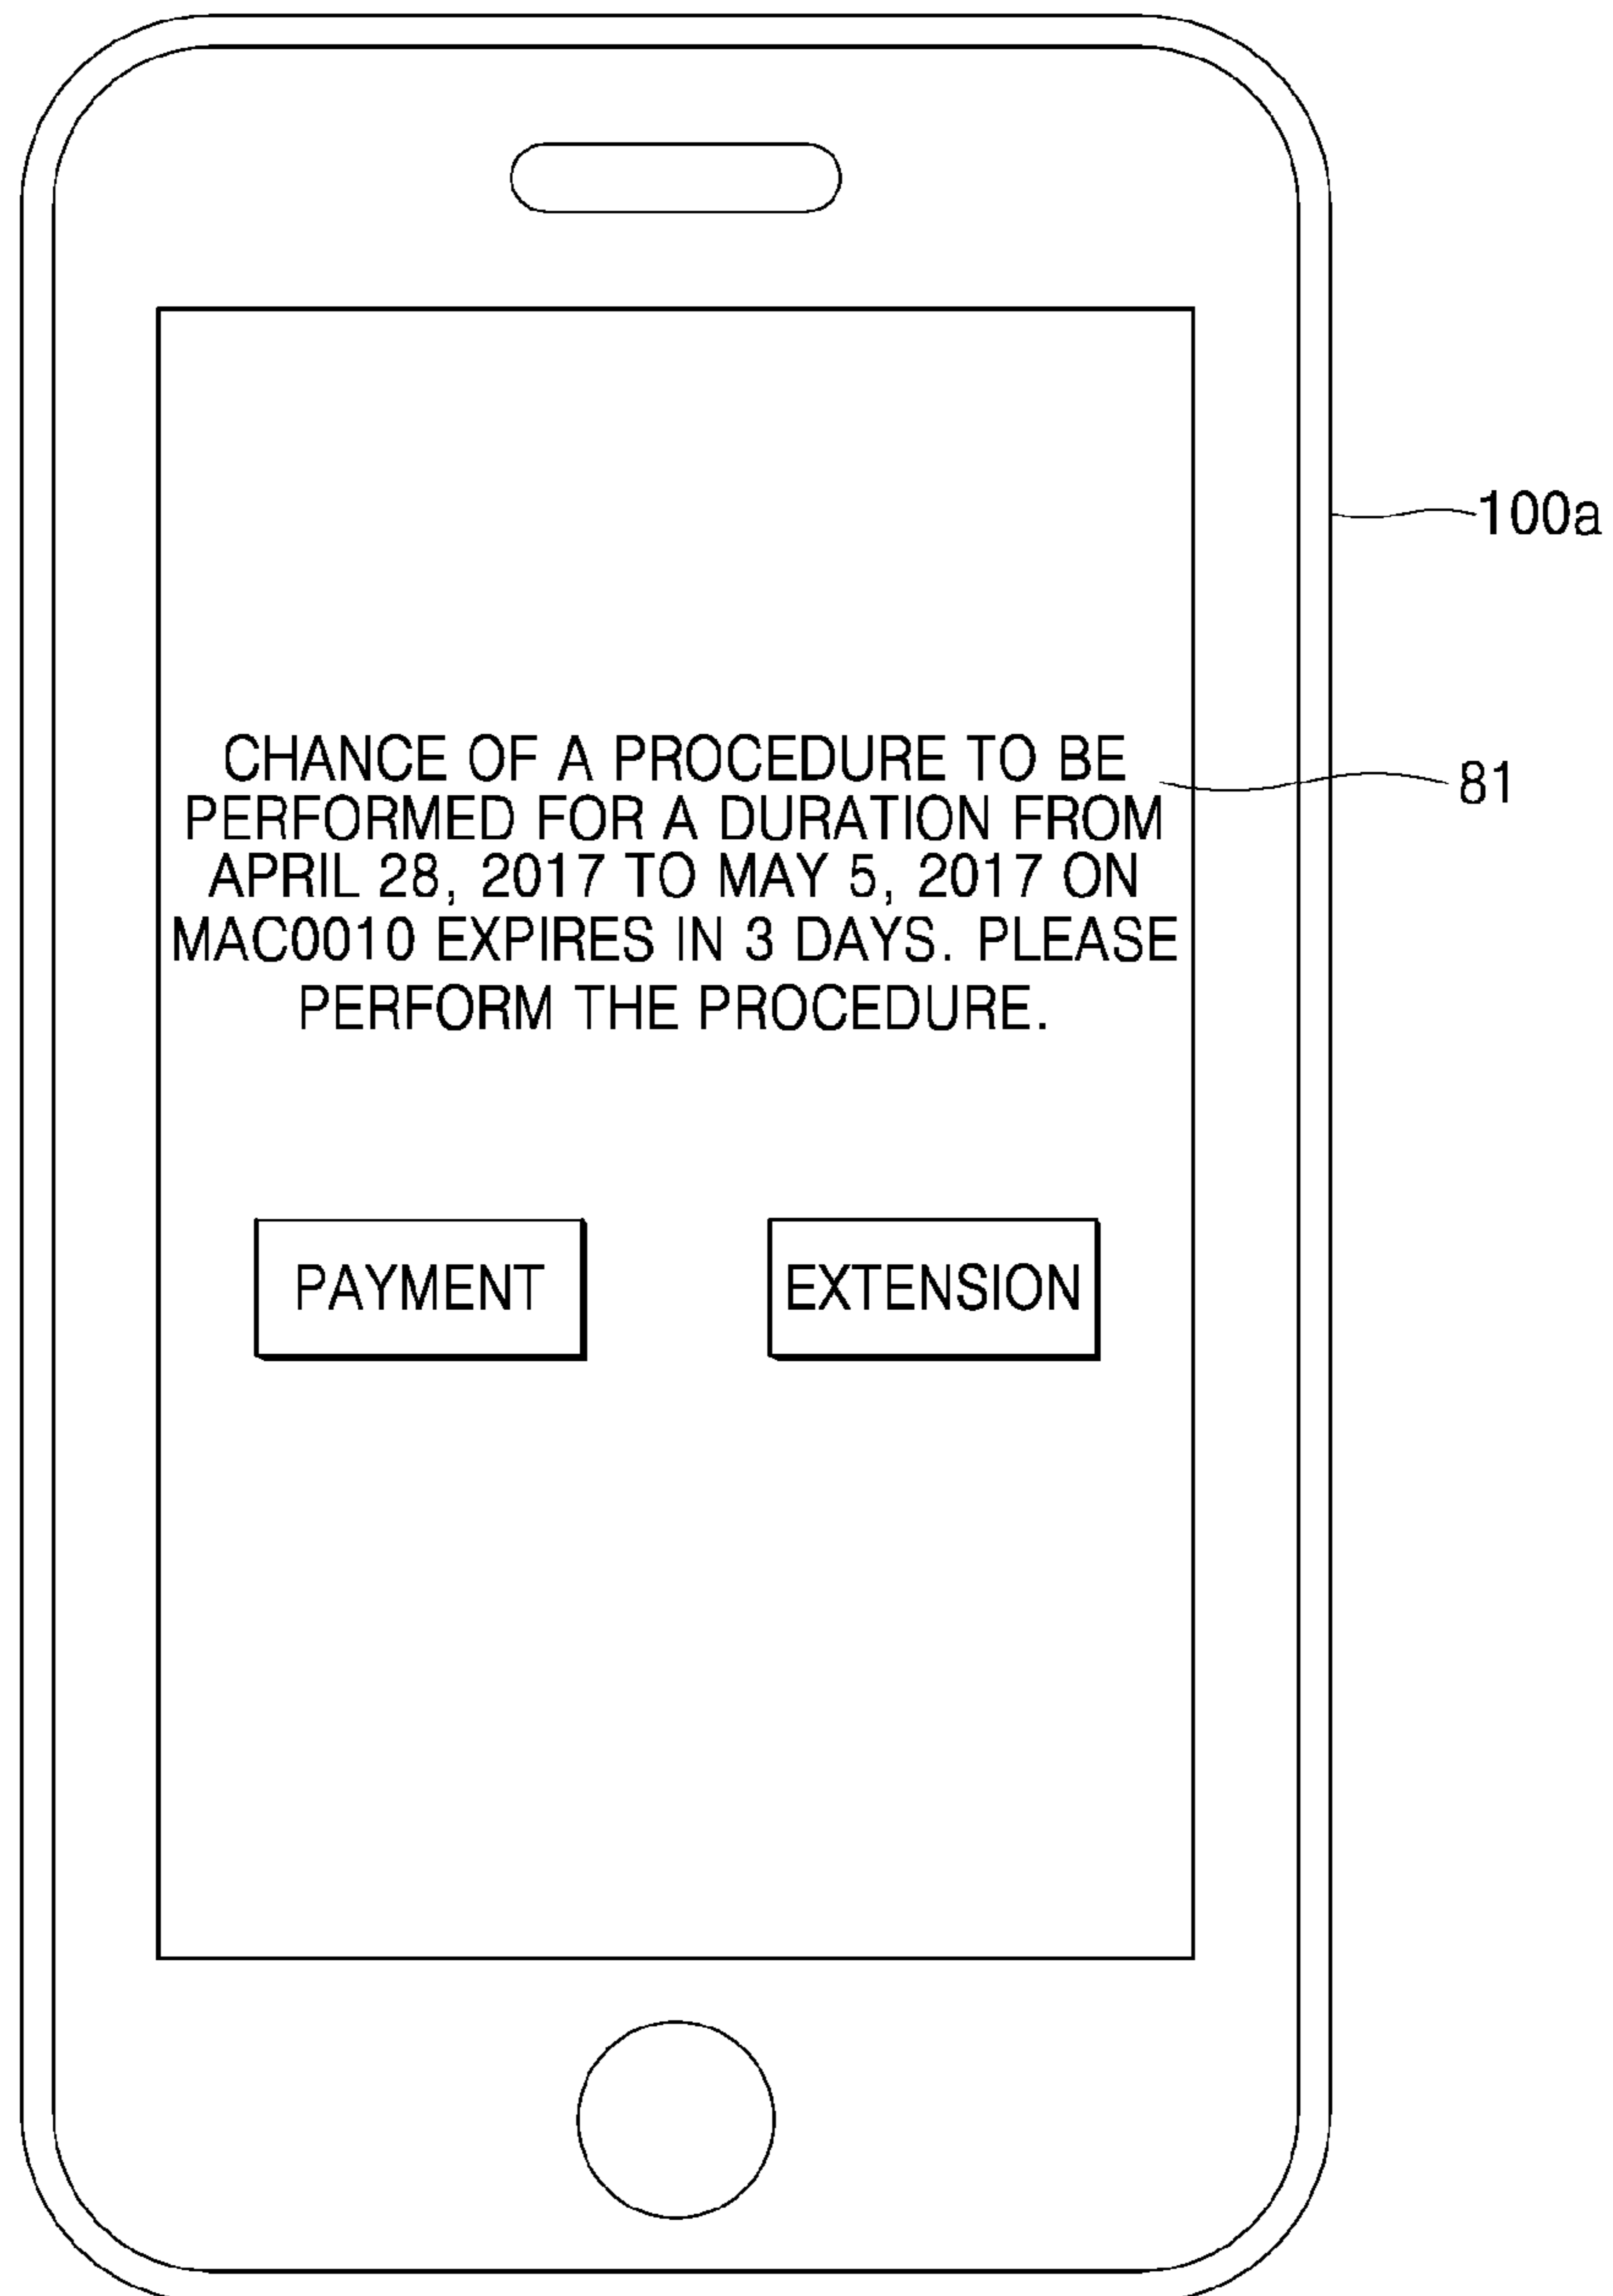 100a
CHANCE OF A PROCEDURE TO BE
81
PERFORMED FOR A DURATION FROM
APRIL 28, 2017 TO MAY 5, 2017 ON
MAC0010 EXPIRES IN 3 DAYS. PLEASE
PERFORM THE PROCEDURE.
PAYMENT
EXTENSION